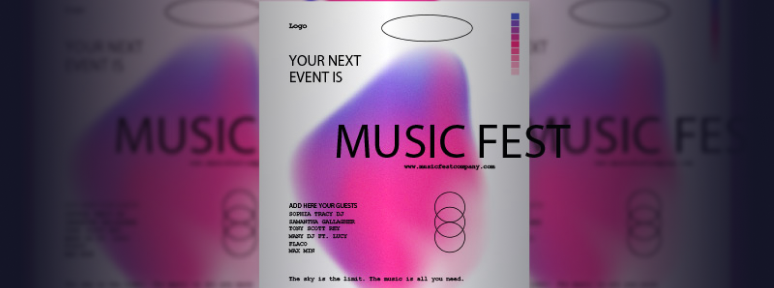 Logo
YOUR NEXT
EVENT IS
MUSIC FEST
www.musicfestcompany.com
ADD HERE YOUR GUESTS
SOPHIA TRACY DJ
SAMANTHA GALLAGHER
TONY SCOTT REY
WANY DJ FT. LUCY
FLACO
WAX MIN
The sky is the limit. The music is all you need.